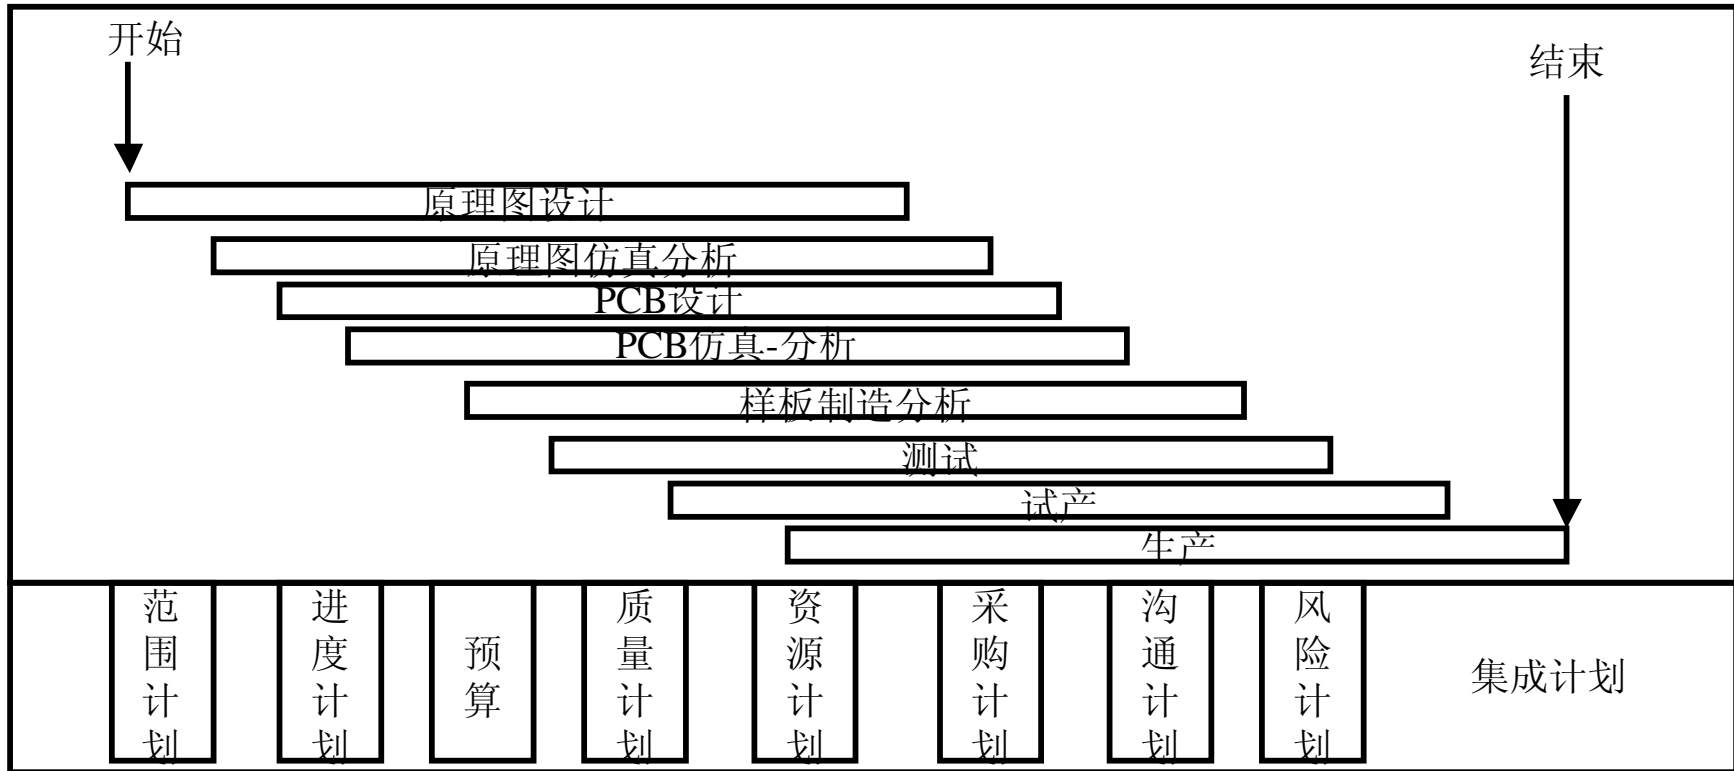 开始
结束
原理图设计
原理图仿真分析
PCB设计
PCB仿真-分析
样板制造分析
测试
试产
生产
范围计划
进度计划
预算
质量计划
资源计划
采购计划
沟通计划
风险计划
集成计划